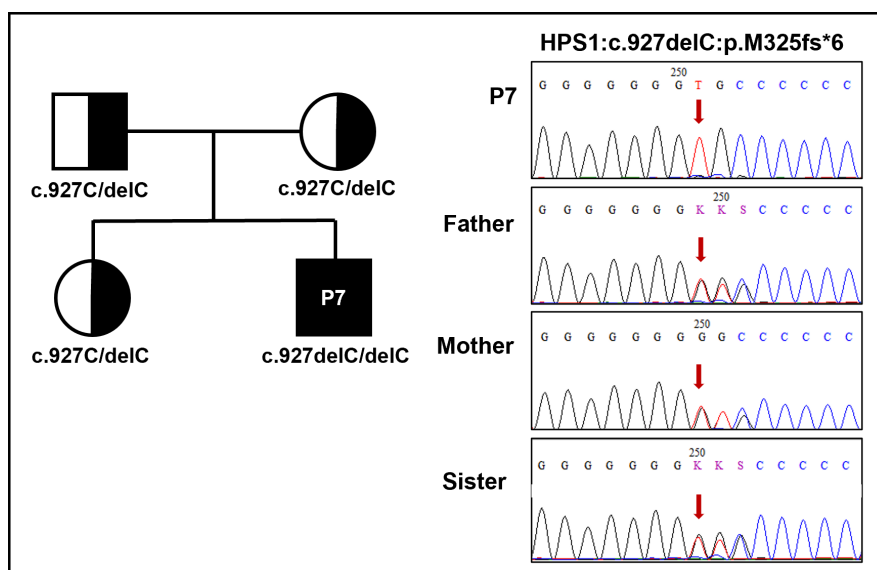 HPS1:c.927delC:p.M325fs*6
P7
250
G G G G G G G T G C C C C C C
Father
250
G G G G G G G K K S C C C C C
Mother
250
G G G G G G G G G C C C C C C
Sister
250
G G G G G G G K K S C C C C C
c.927C/delC
c.927C/delC
P7
c.927C/delC
c.927delC/delC